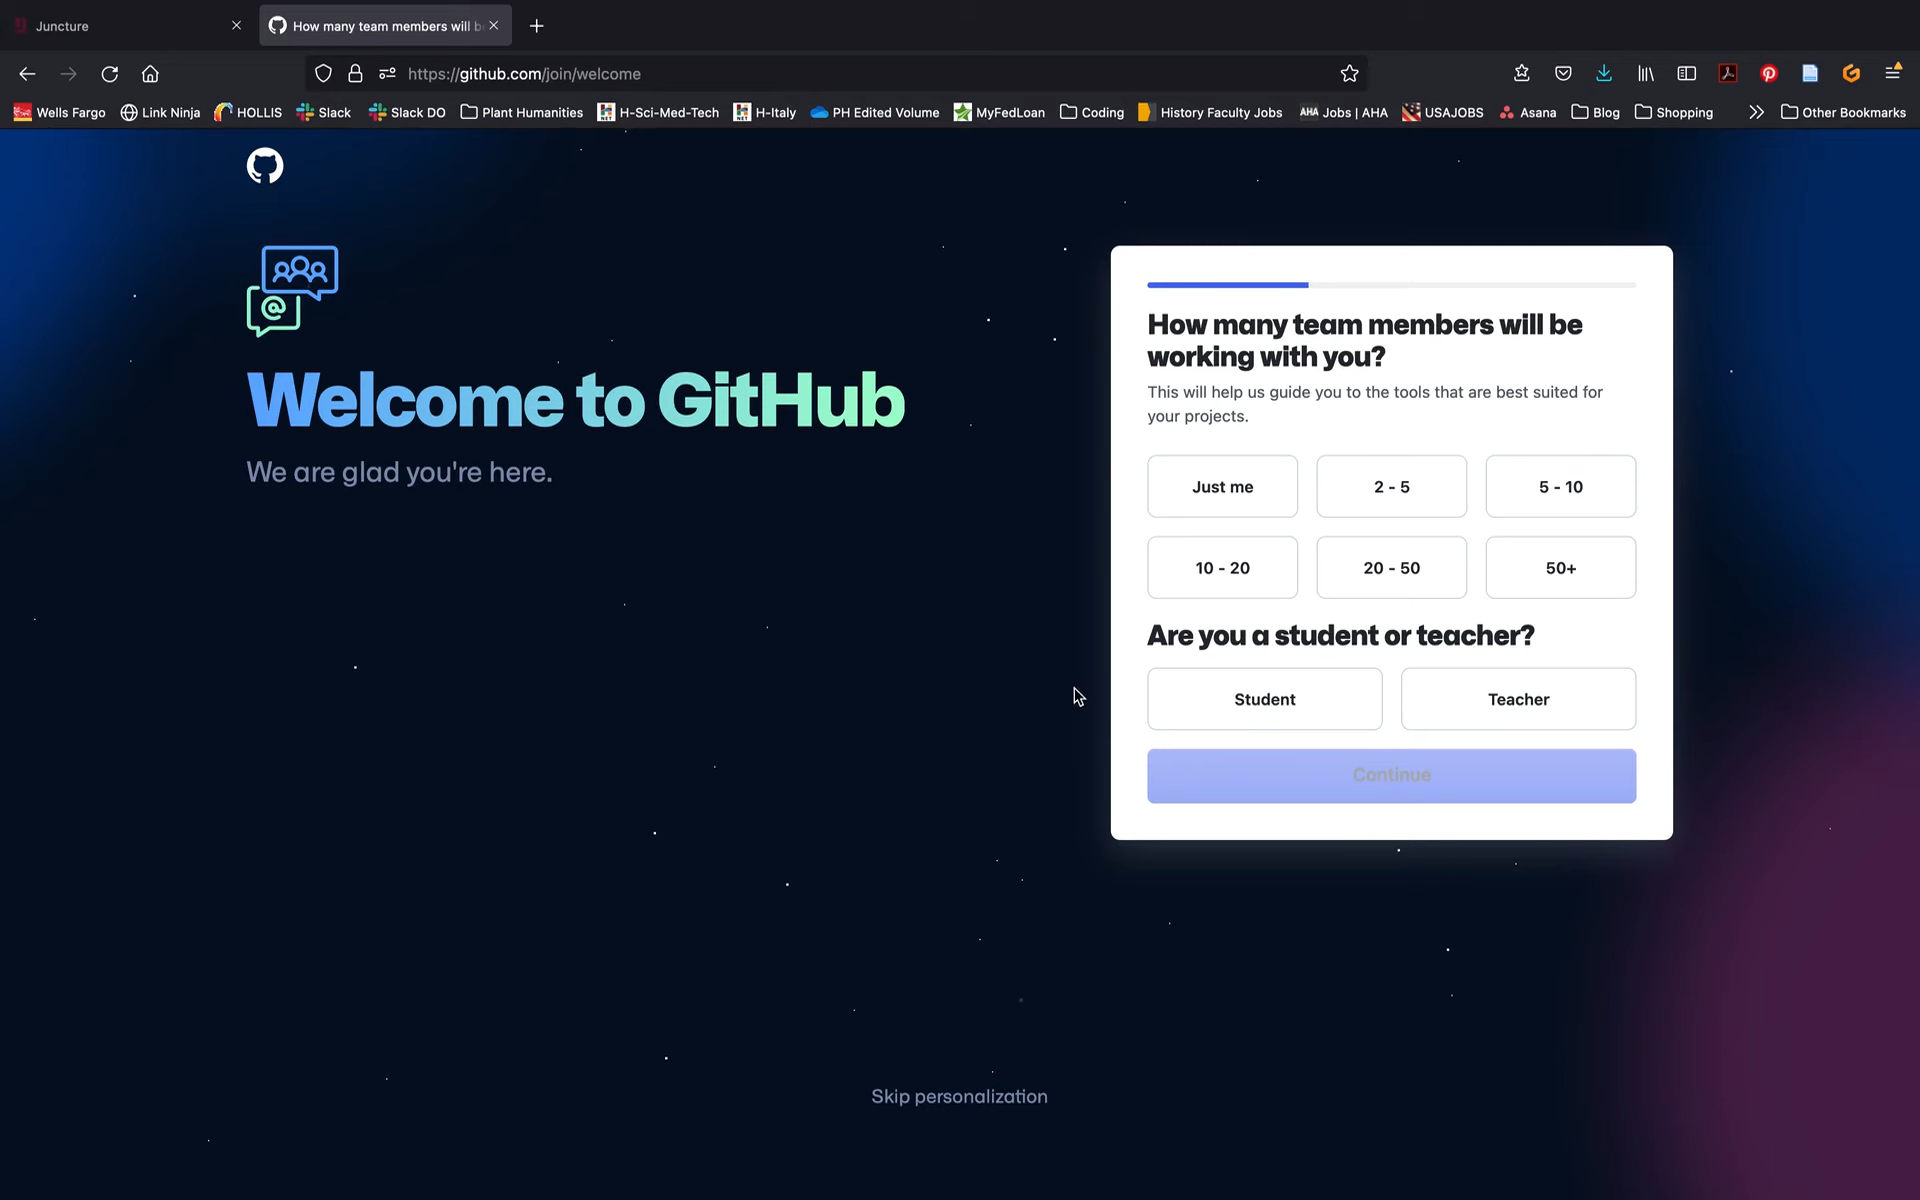 Juncture
How many team members will b
https://github.com/join/welcome
Wells Fargo
Link Ninja
HOLLIS
Slack
Slack DO
Plant Humanities
H-Sci-Med-Tech
H-Italy
PH Edited Volume
MyFedLoan
Coding
History Faculty Jobs
AHA Jobs | AHA
USAJOBS
Asana
Blog
Shopping
Other Bookmarks
Welcome to GitHub
We are glad you're here.
How many team members will be
working with you?
This will help us guide you to the tools that are best suited for
your projects.
Just me
2 - 5
5 - 10
10 - 20
20 - 50
50+
Are you a student or teacher?
Student
Teacher
Continue
Skip personalization